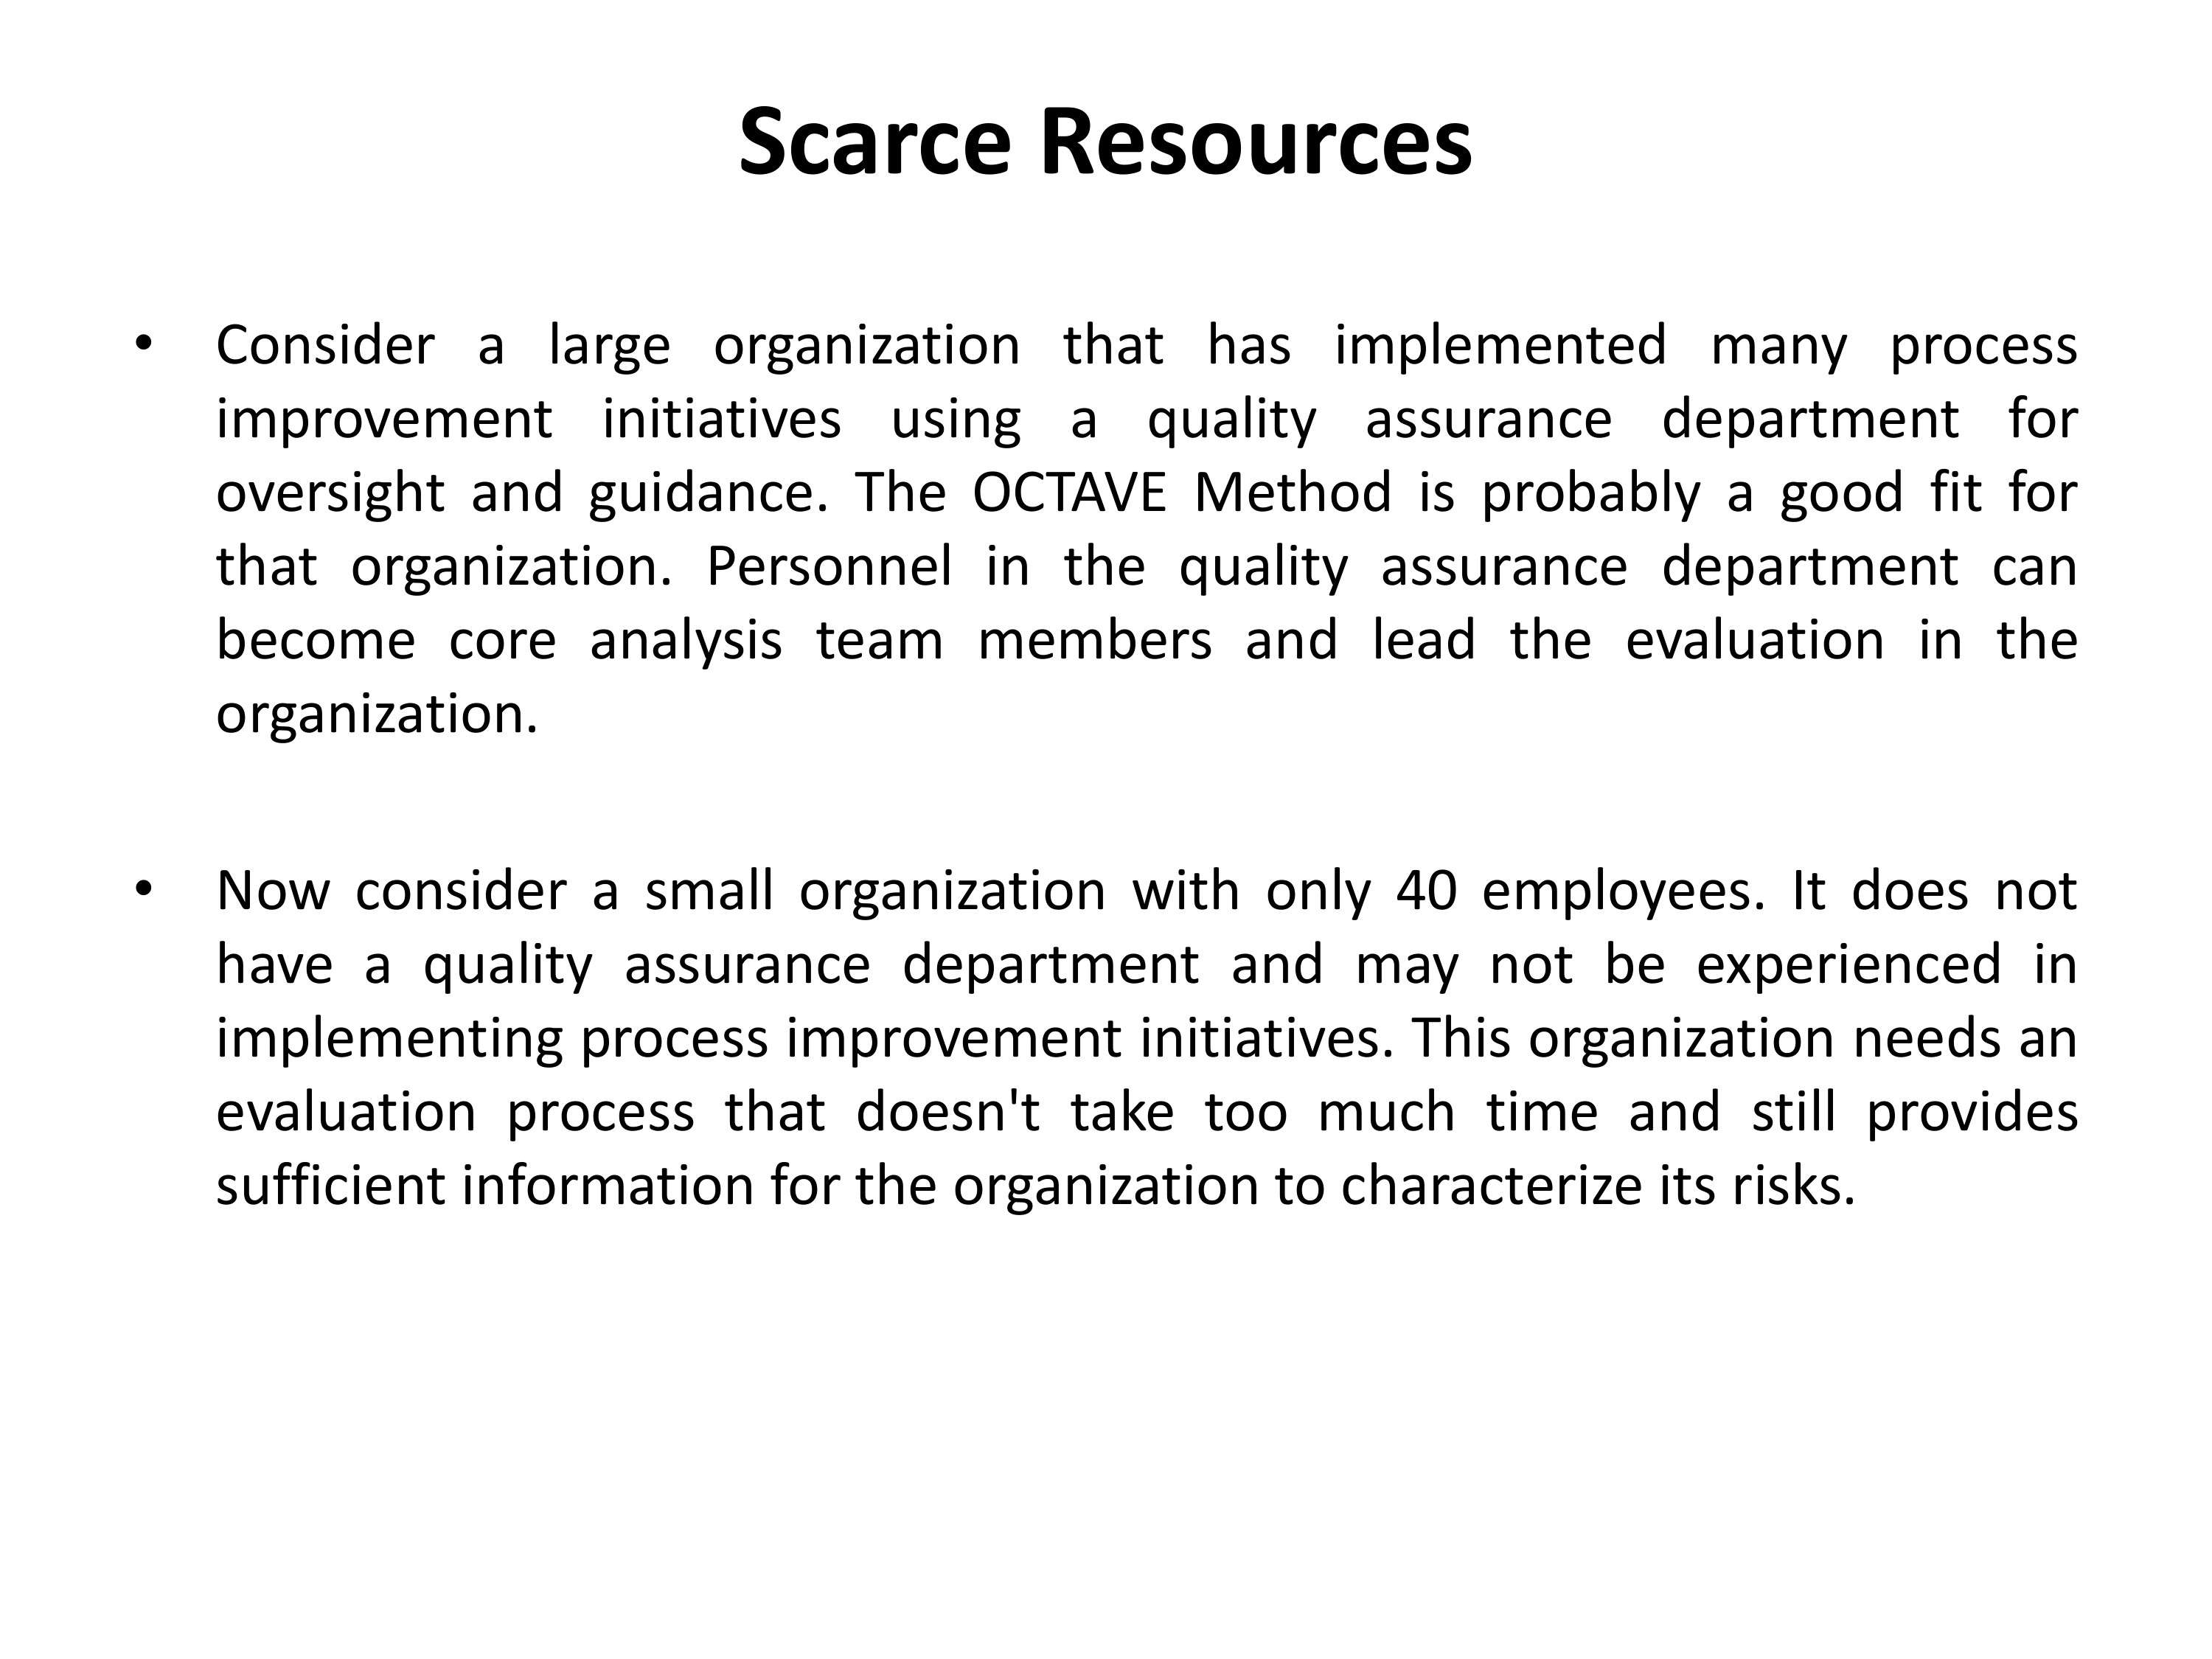 Scarce Resources
• Consider a large organization that has implemented many process
improvement initiatives using a quality assurance department for
oversight and guidance. The OCTAVE Method is probably a good fit for
that organization. Personnel in the quality assurance department can
become core analysis team members and lead the evaluation in the
organization.
• Now consider a small organization with only 40 employees. It does not
have a quality assurance department and may not be experienced in
implementing process improvement initiatives. This organization needs an
evaluation process that doesn't take too much time and still provides
sufficient information for the organization to characterize its risks.